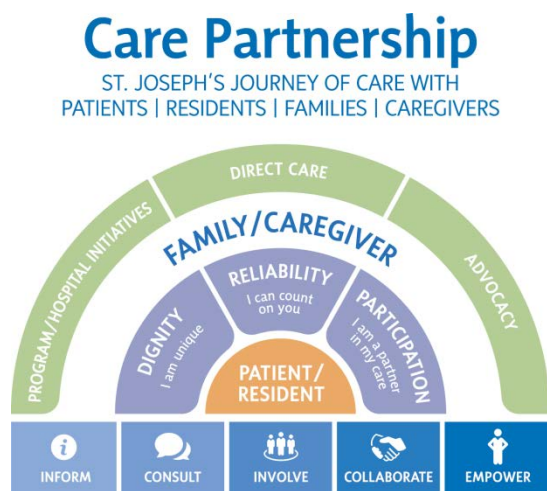 Care Partnership
ST. JOSEPH'S JOURNEY OF CARE WITH
PATIENTS | RESIDENTS | FAMILIES | CAREGIVERS
PROGRAM/HOSPITAL INITIATIVES
DIRECT CARE
ADVOCACY
FAMILY/CAREGIVER
DIGNITY
I am unique
RELIABILITY
I can count
on you
PARTICIPATION
I am a partner
in my care
PATIENT/
RESIDENT
i
INFORM
CONSULT
INVOLVE
COLLABORATE
EMPOWER